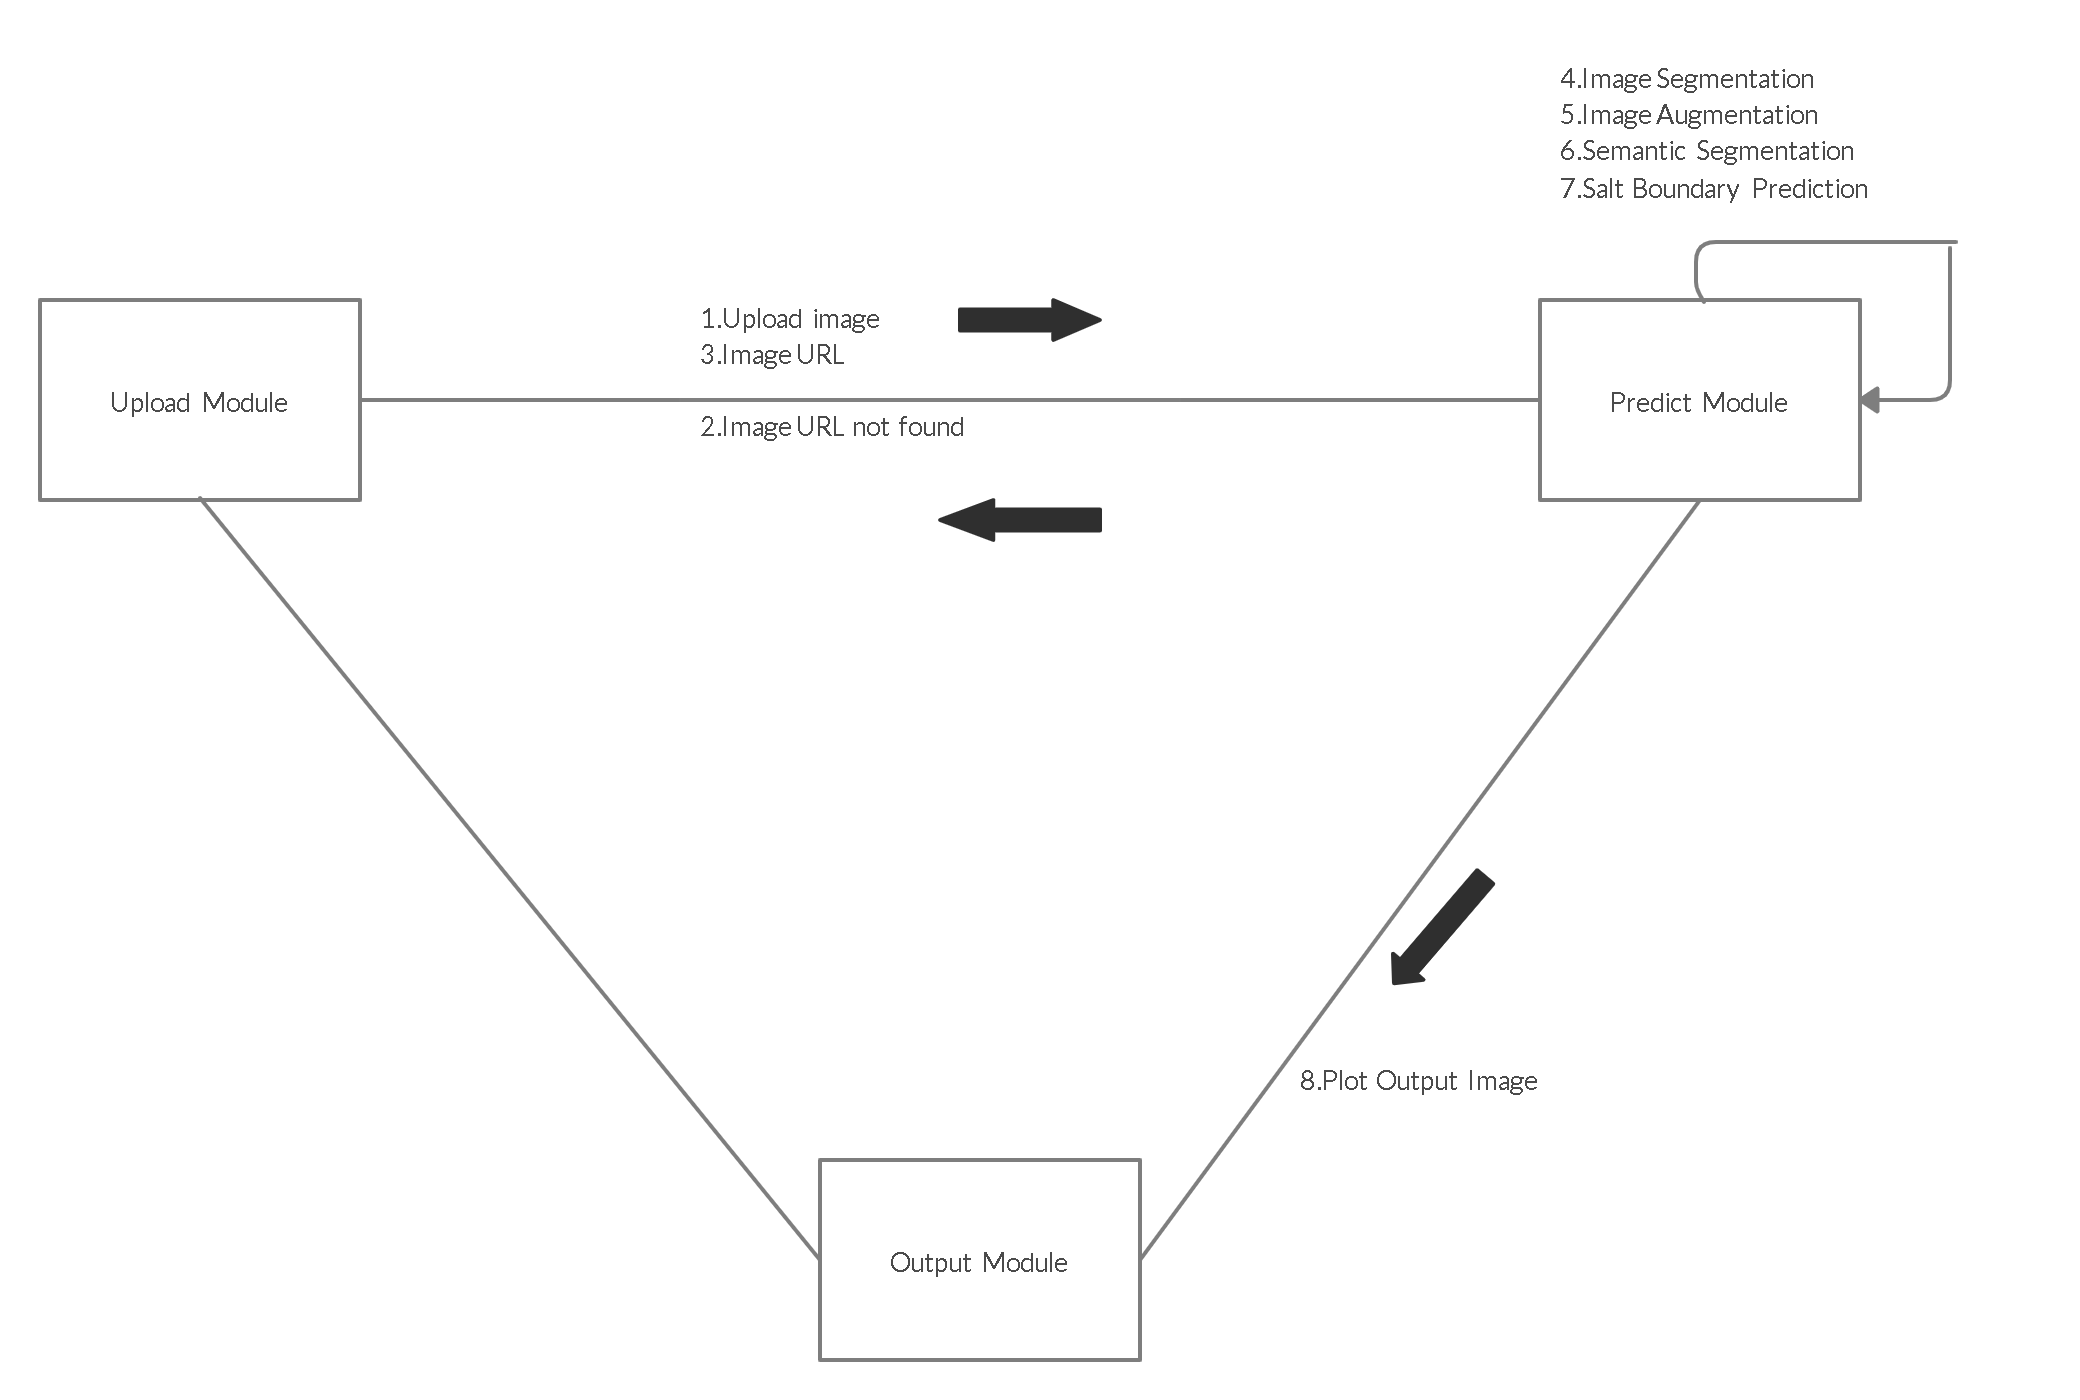 4.Image Segmentation
5.Image Augmentation
6.Semantic Segmentation
7.Salt Boundary Prediction
1.Upload image
3.Image URL
Upload Module
Predict Module
2.Image URL not found
8.Plot Output Image
Output Module